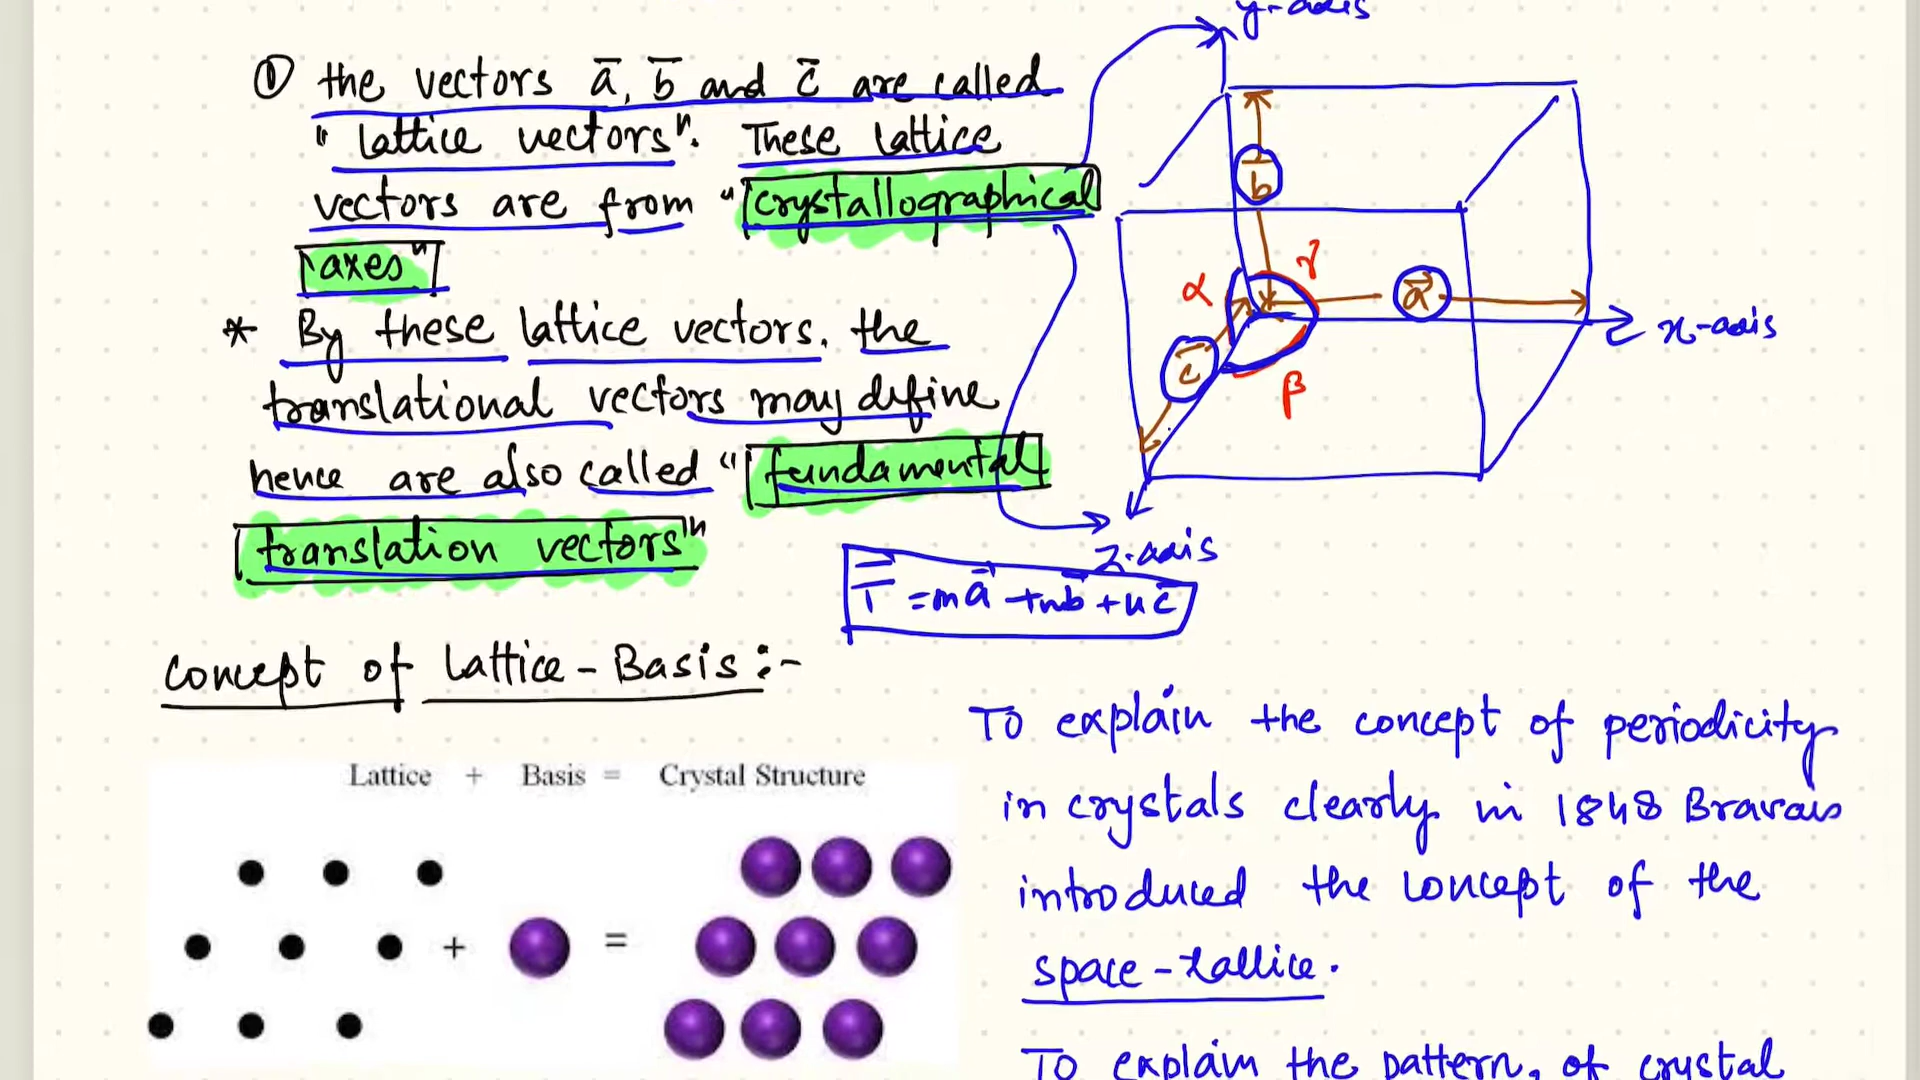 ① the vectors a̅, b̅ and c̅ are called
"lattice vectors". These lattice
vectors are from "crystallographical
axes"
* By these lattice vectors, the
translational vectors may define
hence are also called "fundamental
translation vectors"
y-axis
b
α
γ
a⃗
x-axis
c
β
z-axis
T̅ = ma⃗ + nb⃗ + uc̅
concept of Lattice-Basis:-
Lattice + Basis = Crystal Structure
+ =
To explain the concept of periodicity
in crystals clearly in 1848 Bravais
introduced the concept of the
space-lattice.
To explain the pattern, of crystal